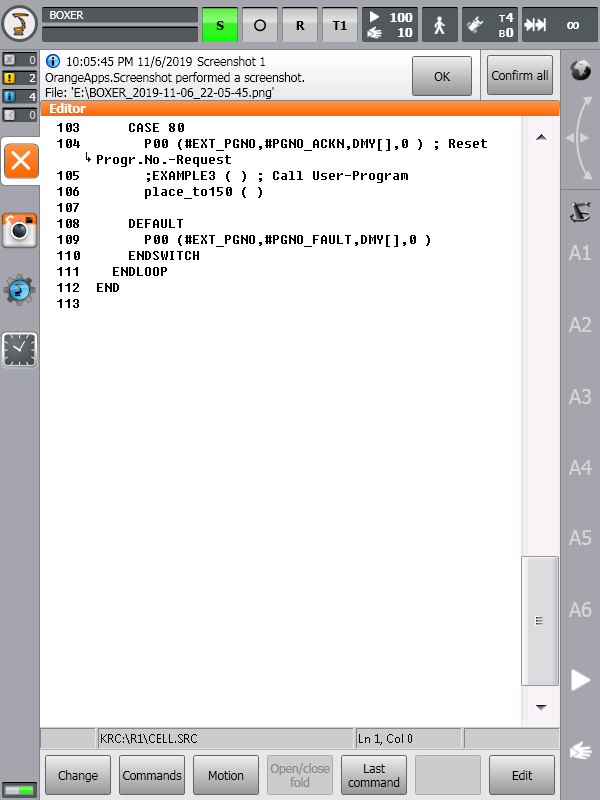 BOXER
S O R T1
100
10
T4
B0
∞
0
2
4
0
10:05:45 PM 11/6/2019 Screenshot 1
OrangeApps.Screenshot performed a screenshot.
File: 'E:\BOXER_2019-11-06_22-05-45.png'
OK
Confirm all
Editor
103 CASE 80
104 P00 (#EXT_PGNO,#PGNO_ACKN,DMY[],0 ) ; Reset
Progr.No.-Request
105 ;EXAMPLE3 ( ) ; Call User-Program
106 place_to150 ( )
107
108 DEFAULT
109 P00 (#EXT_PGNO,#PGNO_FAULT,DMY[],0 )
110 ENDSWITCH
111 ENDLOOP
112 END
113
A1
A2
A3
A4
A5
A6
KRC:\R1\CELL.SRC
Ln 1, Col 0
Change
Commands
Motion
Open/close
fold
Last
command
Edit